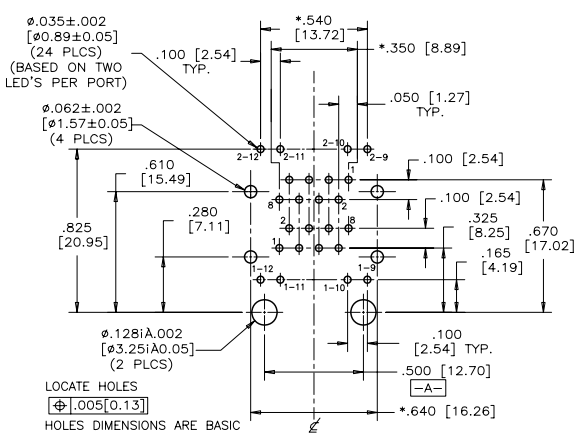 ø.035±.002
[ø0.89±0.05]
(24 PLCS)
(BASED ON TWO
LED'S PER PORT)
*.540
[13.72]
*.350 [8.89]
.100 [2.54]
TYP.
.050 [1.27]
TYP.
ø.062±.002
[ø1.57±0.05]
(4 PLCS)
2-12
2-11
2-10
2-9
.100 [2.54]
1
.610
[15.49]
8
2
.100 [2.54]
2
8
.825
[20.95]
.280
[7.11]
.325
[8.25]
.670
[17.02]
1
.165
[4.19]
1-12
1-11
1-10
1-9
ø.128iA.002
[ø3.25iA0.05]
(2 PLCS)
.100
[2.54] TYP.
.500 [12.70]
-A-
LOCATE HOLES
⌖ .005[0.13]
*.640 [16.26]
HOLES DIMENSIONS ARE BASIC
℄